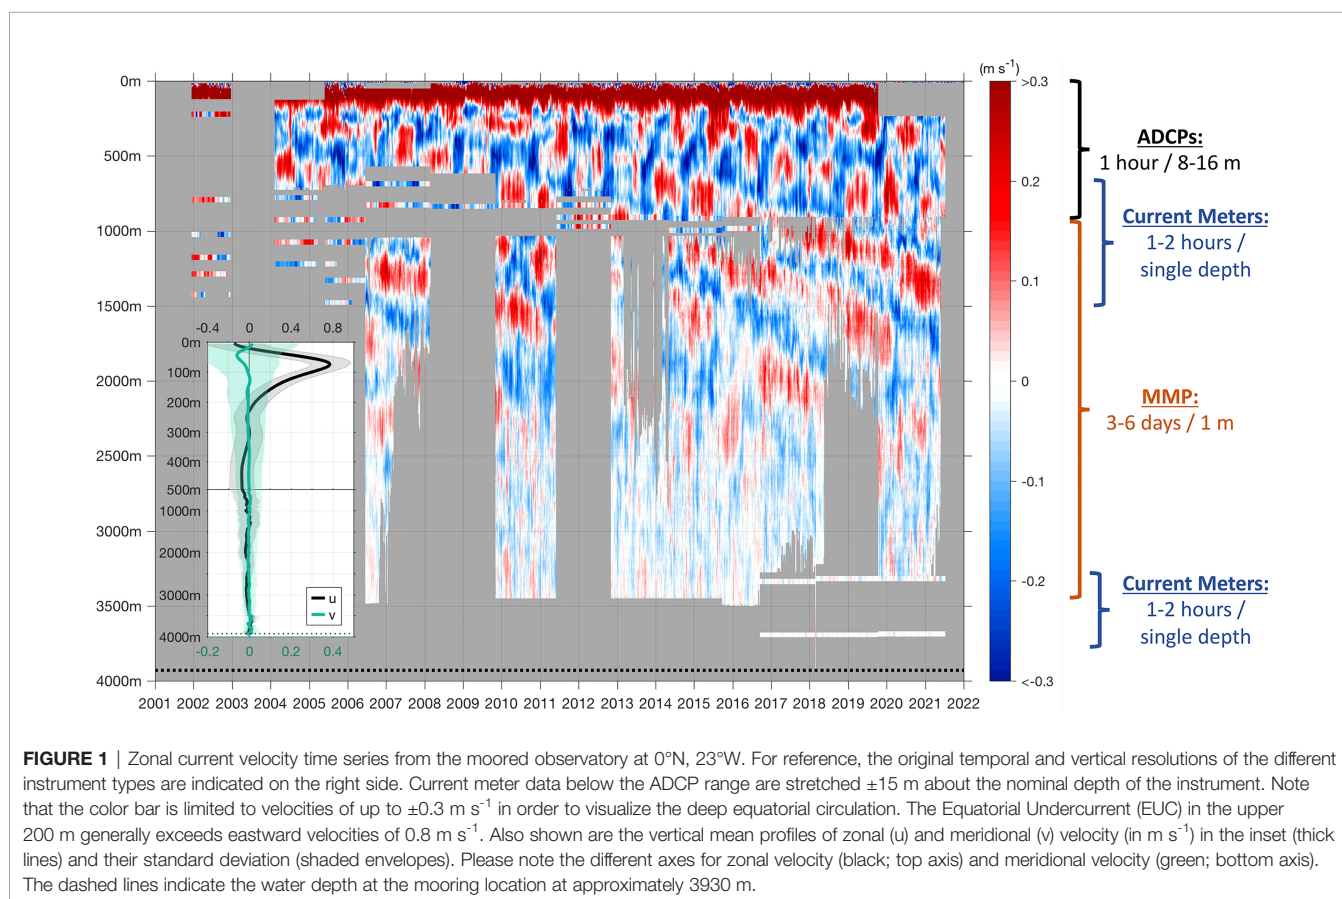 (m s⁻¹)
0m
500m
1000m
1500m
2000m
2500m
3000m
3500m
4000m
2001 2002 2003 2004 2005 2006 2007 2008 2009 2010 2011 2012 2013 2014 2015 2016 2017 2018 2019 2020 2021 2022
-0.4 0 0.4 0.8
0m
100m
200m
300m
400m
500m
1000m
2000m
3000m
4000m
u
v
-0.2 0 0.2 0.4
>0.3
0.2
0.1
0
-0.1
-0.2
<-0.3
ADCPs:
1 hour / 8-16 m
Current Meters:
1-2 hours /
single depth
MMP:
3-6 days / 1 m
Current Meters:
1-2 hours /
single depth
FIGURE 1 | Zonal current velocity time series from the moored observatory at 0°N, 23°W. For reference, the original temporal and vertical resolutions of the different
instrument types are indicated on the right side. Current meter data below the ADCP range are stretched ±15 m about the nominal depth of the instrument. Note
that the color bar is limited to velocities of up to ±0.3 m s⁻¹ in order to visualize the deep equatorial circulation. The Equatorial Undercurrent (EUC) in the upper
200 m generally exceeds eastward velocities of 0.8 m s⁻¹. Also shown are the vertical mean profiles of zonal (u) and meridional (v) velocity (in m s⁻¹) in the inset (thick
lines) and their standard deviation (shaded envelopes). Please note the different axes for zonal velocity (black; top axis) and meridional velocity (green; bottom axis).
The dashed lines indicate the water depth at the mooring location at approximately 3930 m.